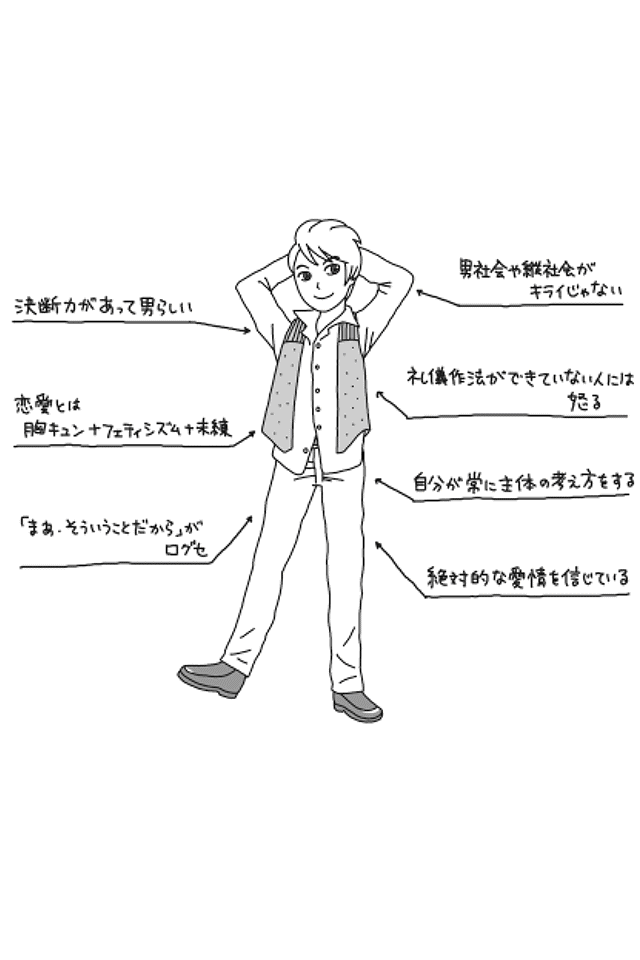 決断力があって男らしい
恋愛とは
胸キュン+フェティシズム+未練
「まぁ、そういうことだから」が
口グセ
男社会や縦社会が
キライじゃない
礼儀作法ができていない人には
怒る
自分が常に主体の考え方をする
絶対的な愛情を信じている